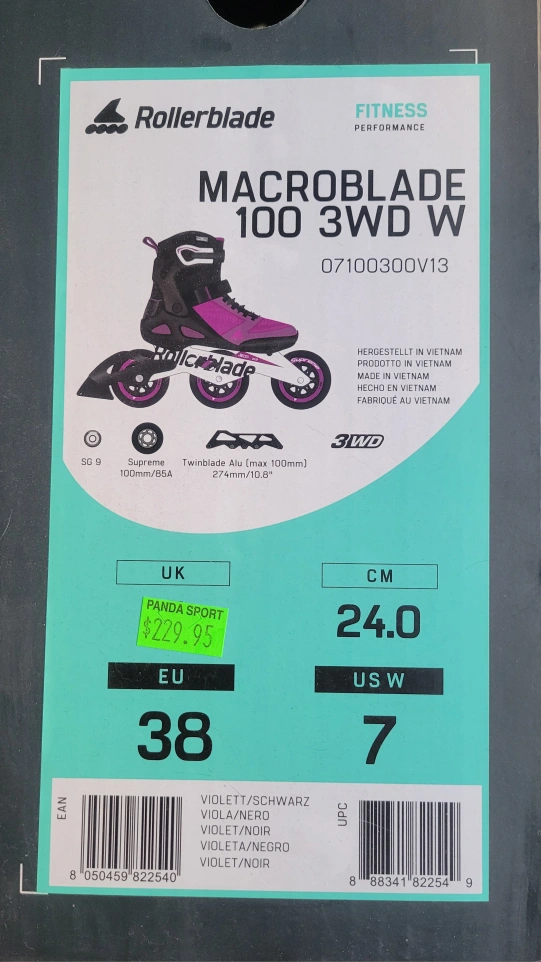 Rollerblade
FITNESS
PERFORMANCE
MACROBLADE
100 3WD W
07100300V13
Rollerblade
HERGESTELLT IN VIETNAM
PRODOTTO IN VIETNAM
MADE IN VIETNAM
HECHO EN VIETNAM
FABRIQUÉ AU VIETNAM
SG 9
Supreme
100mm/85A
Twinblade Alu (max 100mm)
274mm/10.8"
3WD
UK
PANDA SPORT
$229.95
CM
24.0
EU
38
US W
7
EAN
8 050459 822540
VIOLETT/SCHWARZ
VIOLA/NERO
VIOLET/NOIR
VIOLETA/NEGRO
VIOLET/NOIR
UPC
8 88341 82254 9